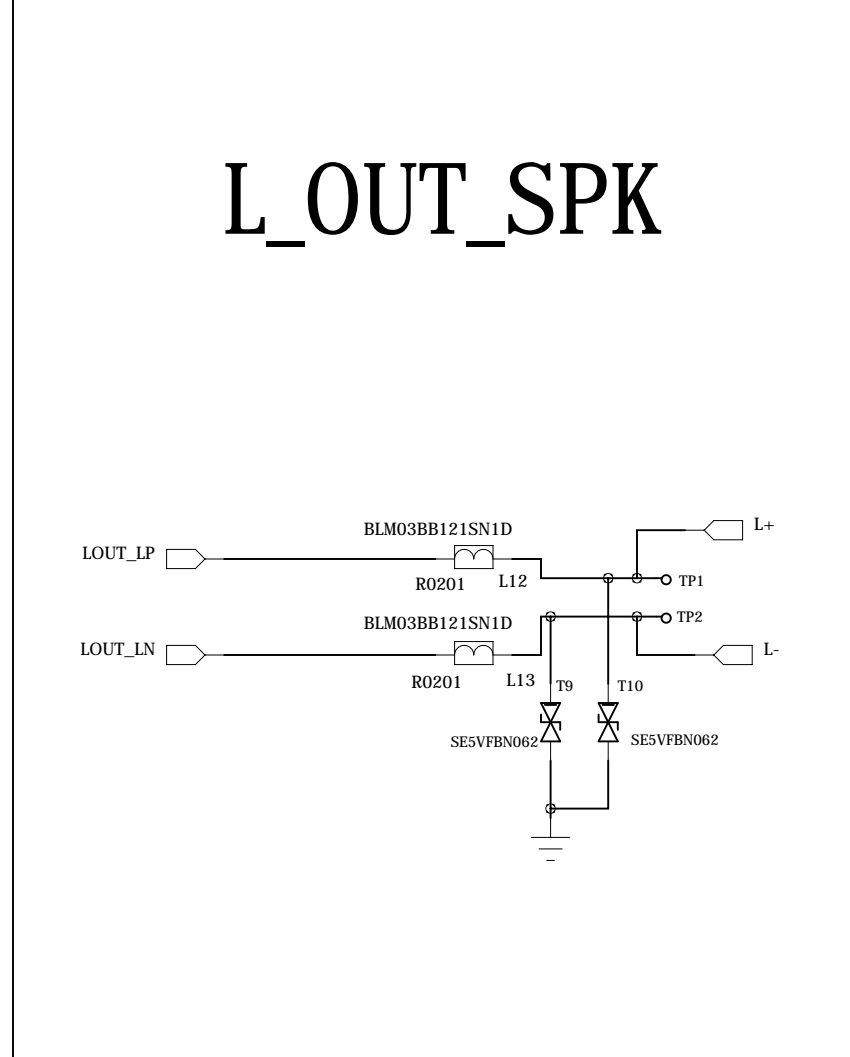 L_OUT_SPK
L+
BLM03BB121SN1D
LOUT_LP
R0201 L12 TP1
BLM03BB121SN1D TP2
LOUT_LN L-
R0201 L13 T9 T10
SE5VFBN062 SE5VFBN062